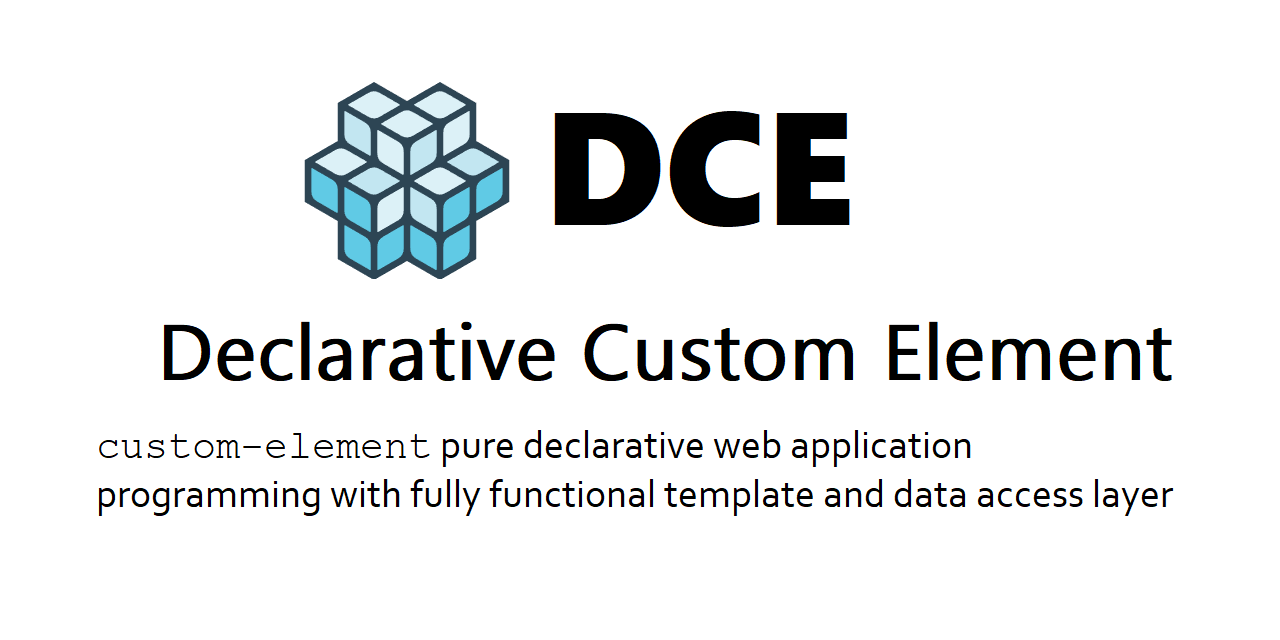 DCE
Declarative Custom Element
custom-element pure declarative web application
programming with fully functional template and data access layer